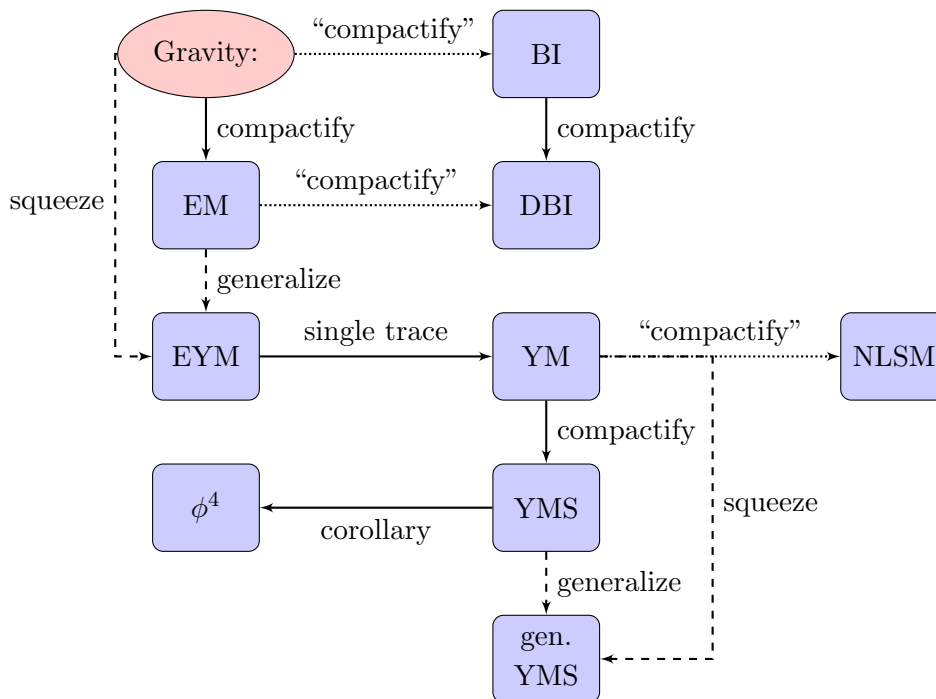 “compactify”
Gravity:
BI
compactify
compactify
“compactify”
squeeze
EM
DBI
generalize
single trace
“compactify”
EYM
YM
NLSM
compactify
squeeze
ϕ⁴
YMS
corollary
generalize
gen.
YMS